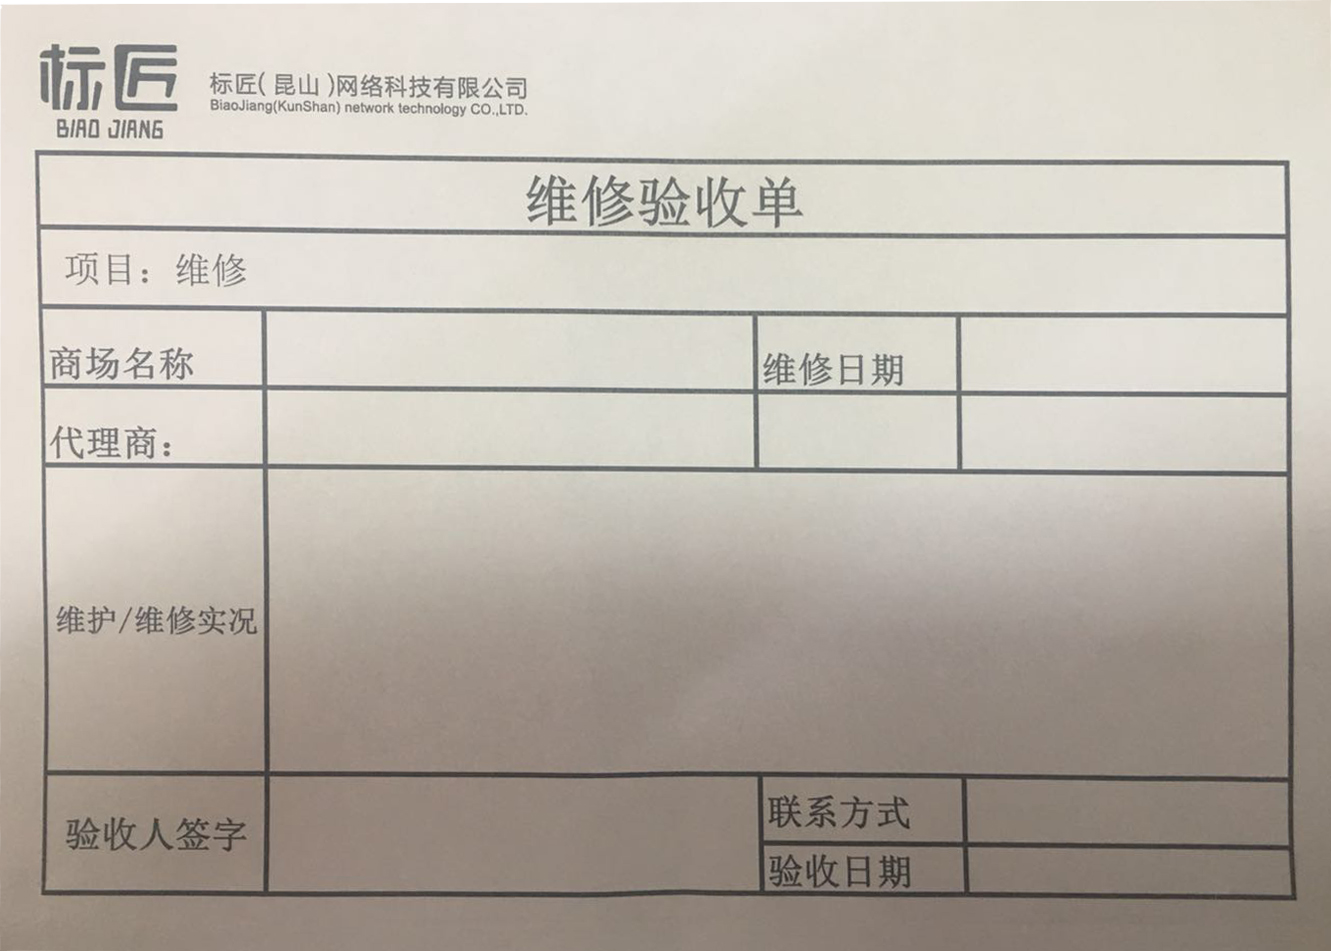 标匠
BIAO JIANG
标匠(昆山)网络科技有限公司
BiaoJiang(KunShan) network technology CO.,LTD.
维修验收单
项目：维修
商场名称 维修日期
代理商：
维护/维修实况
验收人签字
联系方式
验收日期